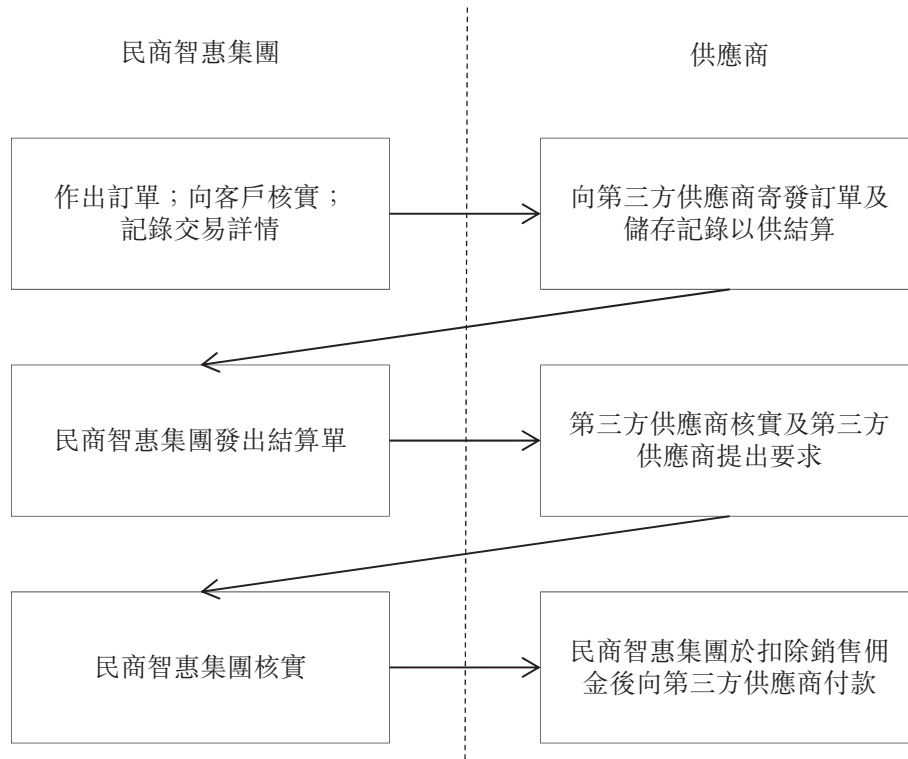 民商智惠集團
供應商
作出訂單；向客戶核實；
記錄交易詳情
向第三方供應商寄發訂單及
儲存記錄以供結算
民商智惠集團發出結算單
第三方供應商核實及第三方
供應商提出要求
民商智惠集團核實
民商智惠集團於扣除銷售佣
金後向第三方供應商付款